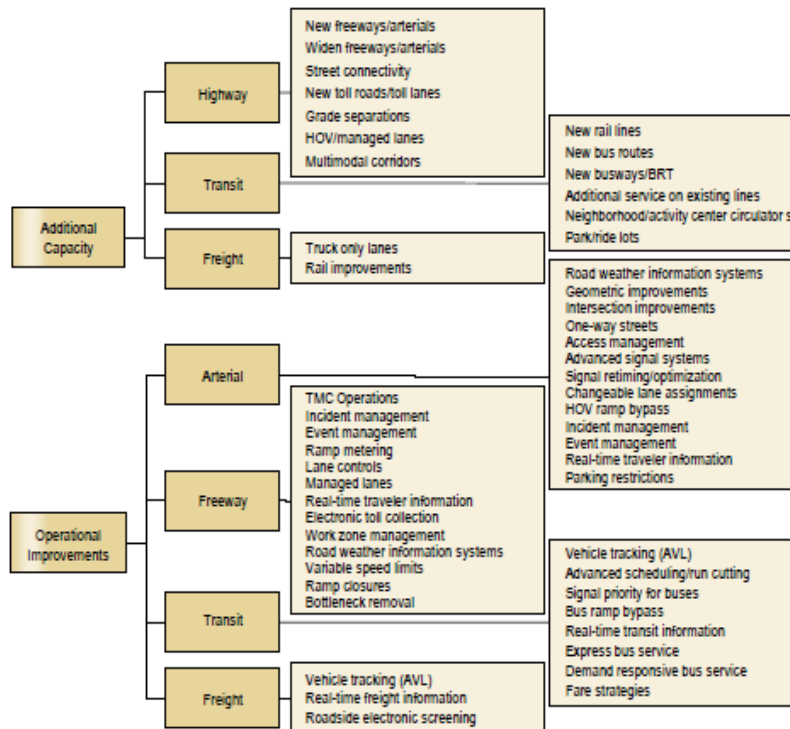 Additional
Capacity
Highway
New freeways/arterials
Widen freeways/arterials
Street connectivity
New toll roads/toll lanes
Grade separations
HOV/managed lanes
Multimodal corridors
Transit
New rail lines
New bus routes
New busways/BRT
Additional service on existing lines
Neighborhood/activity center circulator s
Park/ride lots
Freight
Truck only lanes
Rail improvements
Operational
Improvements
Arterial
Road weather information systems
Geometric improvements
Intersection improvements
One-way streets
Access management
Advanced signal systems
Signal retiming/optimization
Changeable lane assignments
HOV ramp bypass
Incident management
Event management
Real-time traveler information
Parking restrictions
Freeway
TMC Operations
Incident management
Event management
Ramp metering
Lane controls
Managed lanes
Real-time traveler information
Electronic toll collection
Work zone management
Road weather information systems
Variable speed limits
Ramp closures
Bottleneck removal
Transit
Vehicle tracking (AVL)
Advanced scheduling/run cutting
Signal priority for buses
Bus ramp bypass
Real-time transit information
Express bus service
Demand responsive bus service
Fare strategies
Freight
Vehicle tracking (AVL)
Real-time freight information
Roadside electronic screening